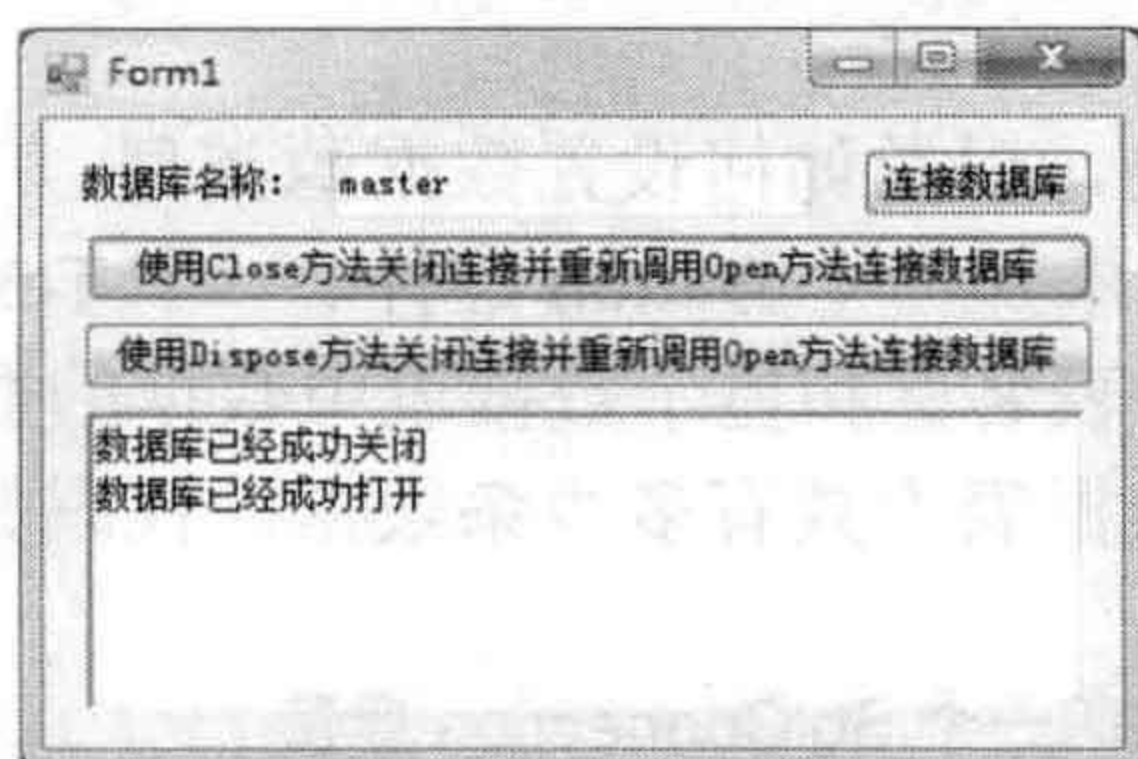 Form1
数据库名称: master 连接数据库
使用Close方法关闭连接并重新调用Open方法连接数据库
使用Dispose方法关闭连接并重新调用Open方法连接数据库
数据库已经成功关闭
数据库已经成功打开